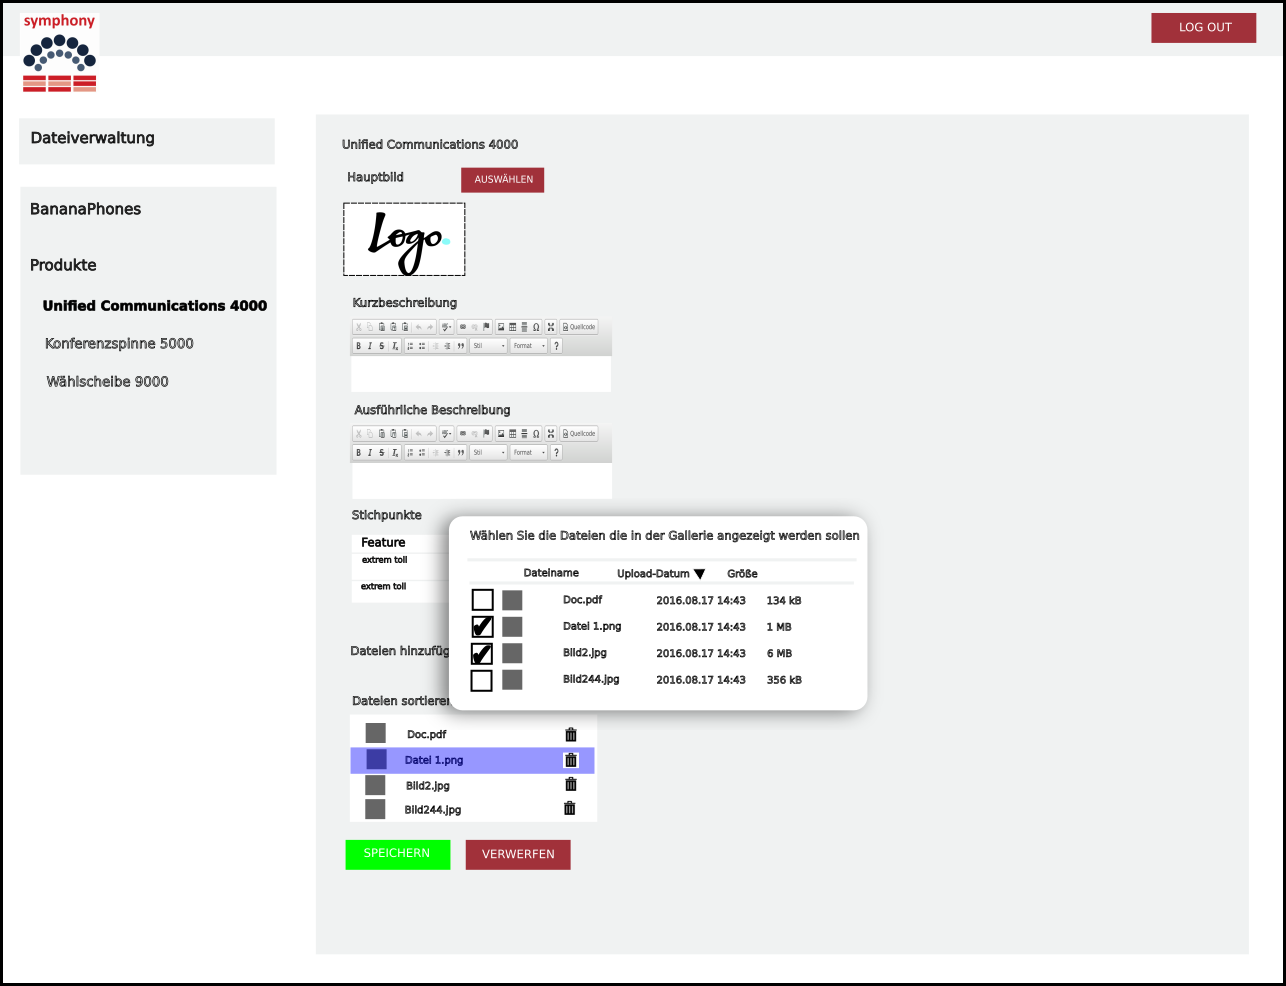 symphony
LOG OUT
Dateiverwaltung
BananaPhones
Produkte
Unified Communications 4000
Konferenzspinne 5000
Wählscheibe 9000
Unified Communications 4000
Hauptbild
AUSWÄHLEN
Logo.
Kurzbeschreibung
Quellcode
B I S Ix Stil Format ?
Ausführliche Beschreibung
Quellcode
B I S Ix Stil Format ?
Stichpunkte
Feature
extrem toll
extrem toll
Dateien hinzufüg
Dateien sortieren
Doc.pdf
Datei 1.png
Bild2.jpg
Bild244.jpg
SPEICHERN
VERWERFEN
Wählen Sie die Dateien die in der Gallerie angezeigt werden sollen
Dateiname Upload-Datum ▼ Größe
Doc.pdf 2016.08.17 14:43 134 kB
Datei 1.png 2016.08.17 14:43 1 MB
Bild2.jpg 2016.08.17 14:43 6 MB
Bild244.jpg 2016.08.17 14:43 356 kB